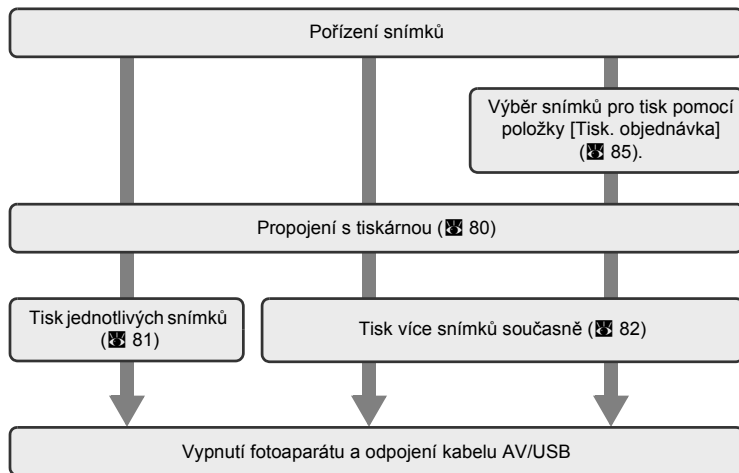 Pořízení snímků
Výběr snímků pro tisk pomocí
položky [Tisk. objednávka]
( 85).
Propojení s tiskárnou ( 80)
Tisk jednotlivých snímků
( 81)
Tisk více snímků současně ( 82)
Vypnutí fotoaparátu a odpojení kabelu AV/USB